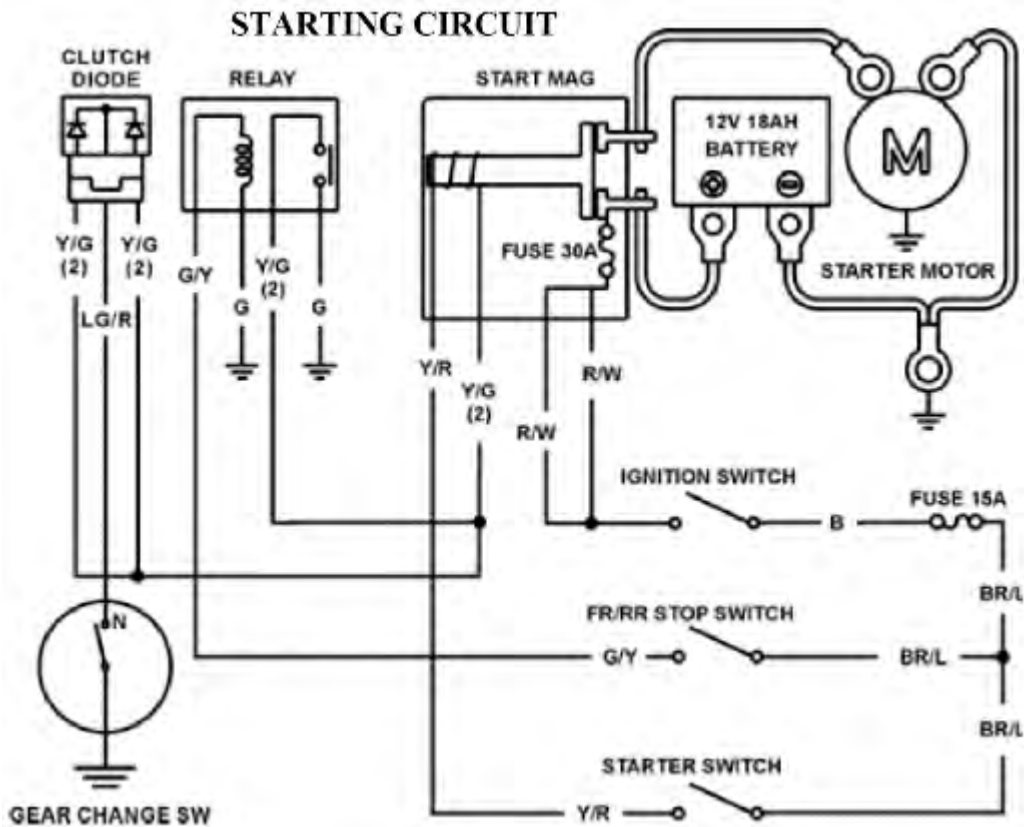 STARTING CIRCUIT
CLUTCH
DIODE
RELAY
START MAG
12V 18AH
BATTERY
M
FUSE 30A
STARTER MOTOR
Y/G
(2)
Y/G
(2)
LG/R
G/Y
G
Y/G
(2)
G
Y/R
Y/G
(2)
R/W
R/W
IGNITION SWITCH
B
FUSE 15A
BR/L
N
FR/RR STOP SWITCH
G/Y
BR/L
BR/L
STARTER SWITCH
Y/R
GEAR CHANGE SW